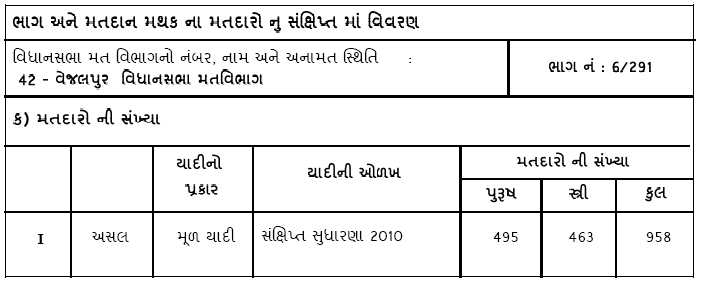 ભાગ અને મતદાન મથક ના મતદારો નુ સંક્ષિપ્ત માં વિવરણ
વિધાનસભા મત વિભાગનો નંબર, નામ અને અનામત સ્થિતિ :
42 - વેજલપુર વિધાનસભા મતવિભાગ
ભાગ નં : 6/291
ક) મતદારો ની સંખ્યા
યાદીનો પ્રકાર યાદીની ઓળખ મતદારો ની સંખ્યા
પુરૂષ સ્ત્રી કુલ
I અસલ મૂળ યાદી સંક્ષિપ્ત સુધારણા 2010 495 463 958